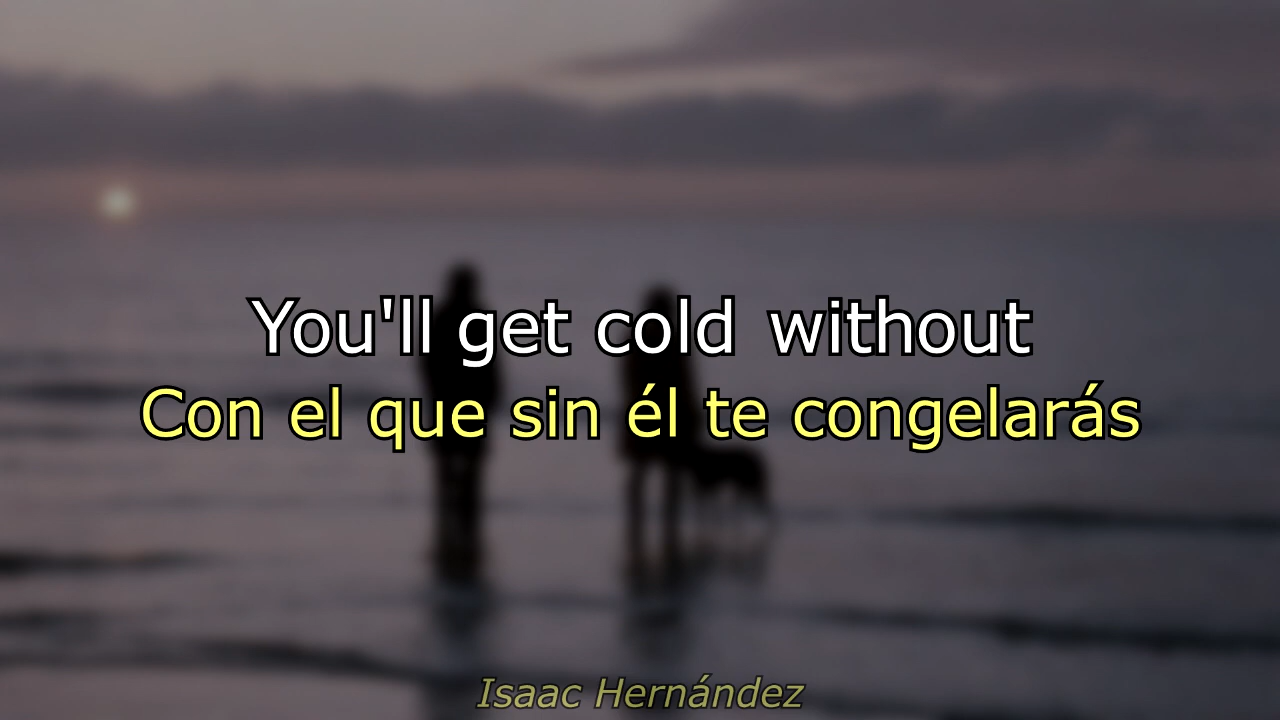 You'll get cold without
Con el que sin él te congelarás
Isaac Hernández